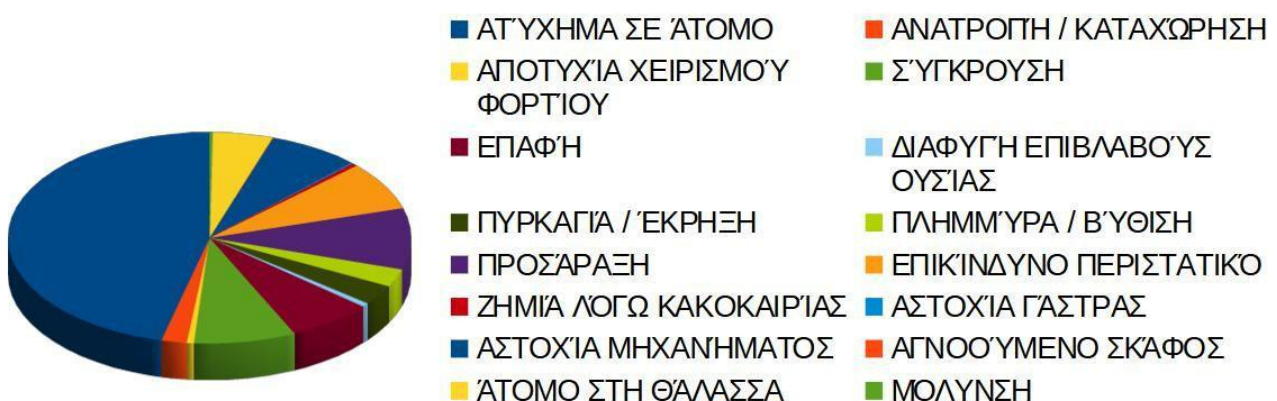 ΑΤΎΧΗΜΑ ΣΕ ΆΤΟΜΟ
ΑΝΑΤΡΟΠΉ / ΚΑΤΑΧΏΡΗΣΗ
ΑΠΟΤΥΧΊΑ ΧΕΙΡΙΣΜΟΎ
ΦΟΡΤΊΟΥ
ΣΎΓΚΡΟΥΣΗ
ΕΠΑΦΉ
ΔΙΑΦΥΓΉ ΕΠΙΒΛΑΒΟΎΣ
ΟΥΣΊΑΣ
ΠΥΡΚΑΓΙΆ / ΈΚΡΗΞΗ
ΠΛΗΜΜΎΡΑ / ΒΎΘΙΣΗ
ΠΡΟΣΆΡΑΞΗ
ΕΠΙΚΊΝΔΥΝΟ ΠΕΡΙΣΤΑΤΙΚΌ
ΖΗΜΙΆ ΛΌΓΩ ΚΑΚΟΚΑΙΡΊΑΣ
ΑΣΤΟΧΊΑ ΓΆΣΤΡΑΣ
ΑΣΤΟΧΊΑ ΜΗΧΑΝΉΜΑΤΟΣ
ΑΓΝΟΟΎΜΕΝΟ ΣΚΆΦΟΣ
ΆΤΟΜΟ ΣΤΗ ΘΆΛΑΣΣΑ
ΜΌΛΥΝΣΗ